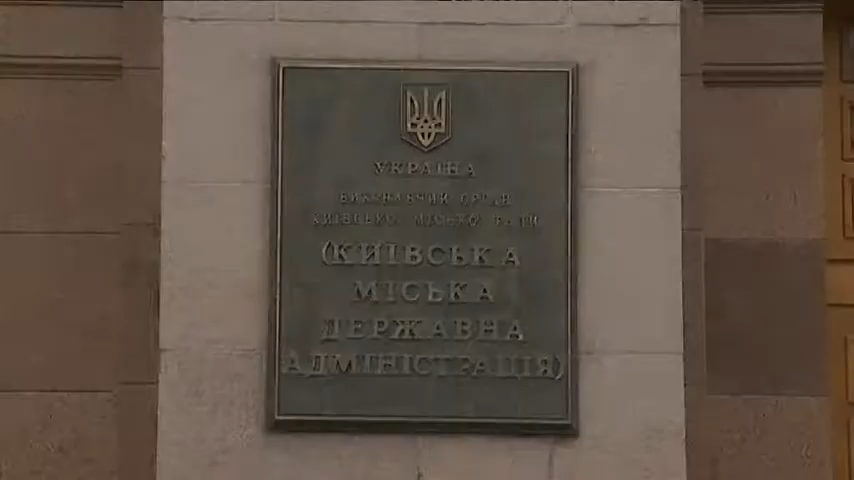 УКРАЇНА
ВИКОНАВЧИЙ ОРГАН
КИЇВСЬКОЇ МІСЬКОЇ РАДИ
(КИЇВСЬКА
МІСЬКА
ДЕРЖАВНА
АДМІНІСТРАЦІЯ)